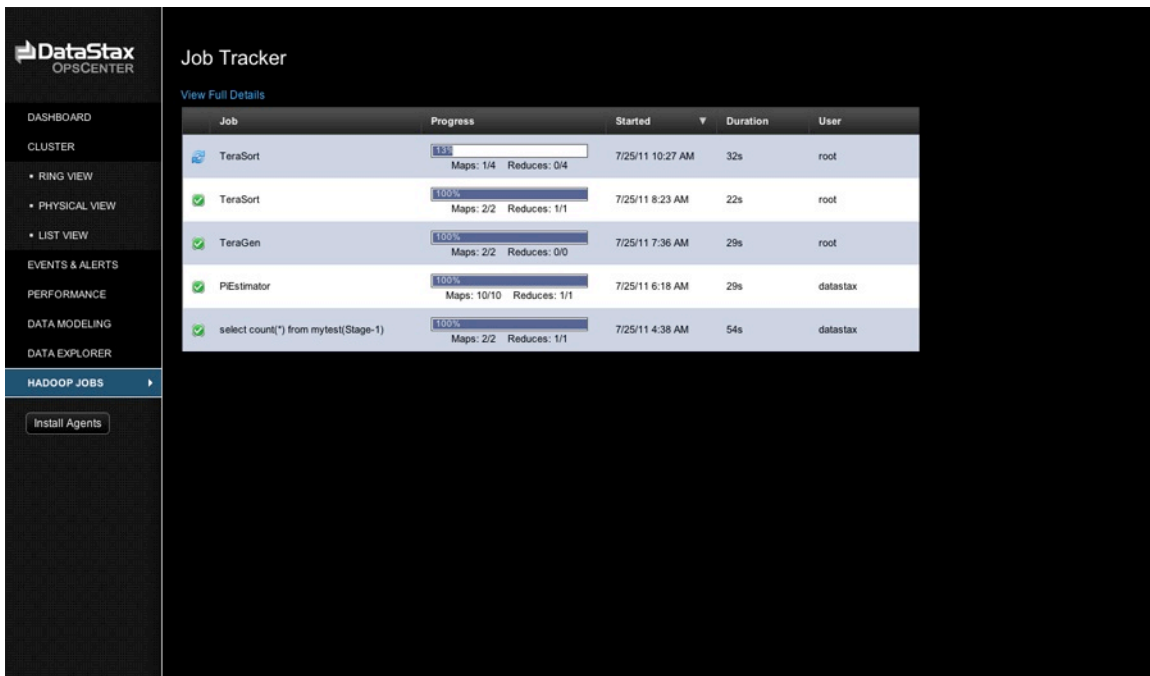 DataStax
OPSCENTER
DASHBOARD
CLUSTER
• RING VIEW
• PHYSICAL VIEW
• LIST VIEW
EVENTS & ALERTS
PERFORMANCE
DATA MODELING
DATA EXPLORER
HADOOP JOBS
Install Agents
Job Tracker
View Full Details
Job Progress Started ▼ Duration User
TeraSort 13% 7/25/11 10:27 AM 32s root
Maps: 1/4 Reduces: 0/4
TeraSort 100% 7/25/11 8:23 AM 22s root
Maps: 2/2 Reduces: 1/1
TeraGen 100% 7/25/11 7:36 AM 29s root
Maps: 2/2 Reduces: 0/0
PiEstimator 100% 7/25/11 6:18 AM 29s datastax
Maps: 10/10 Reduces: 1/1
select count(*) from mytest(Stage-1) 100% 7/25/11 4:38 AM 54s datastax
Maps: 2/2 Reduces: 1/1